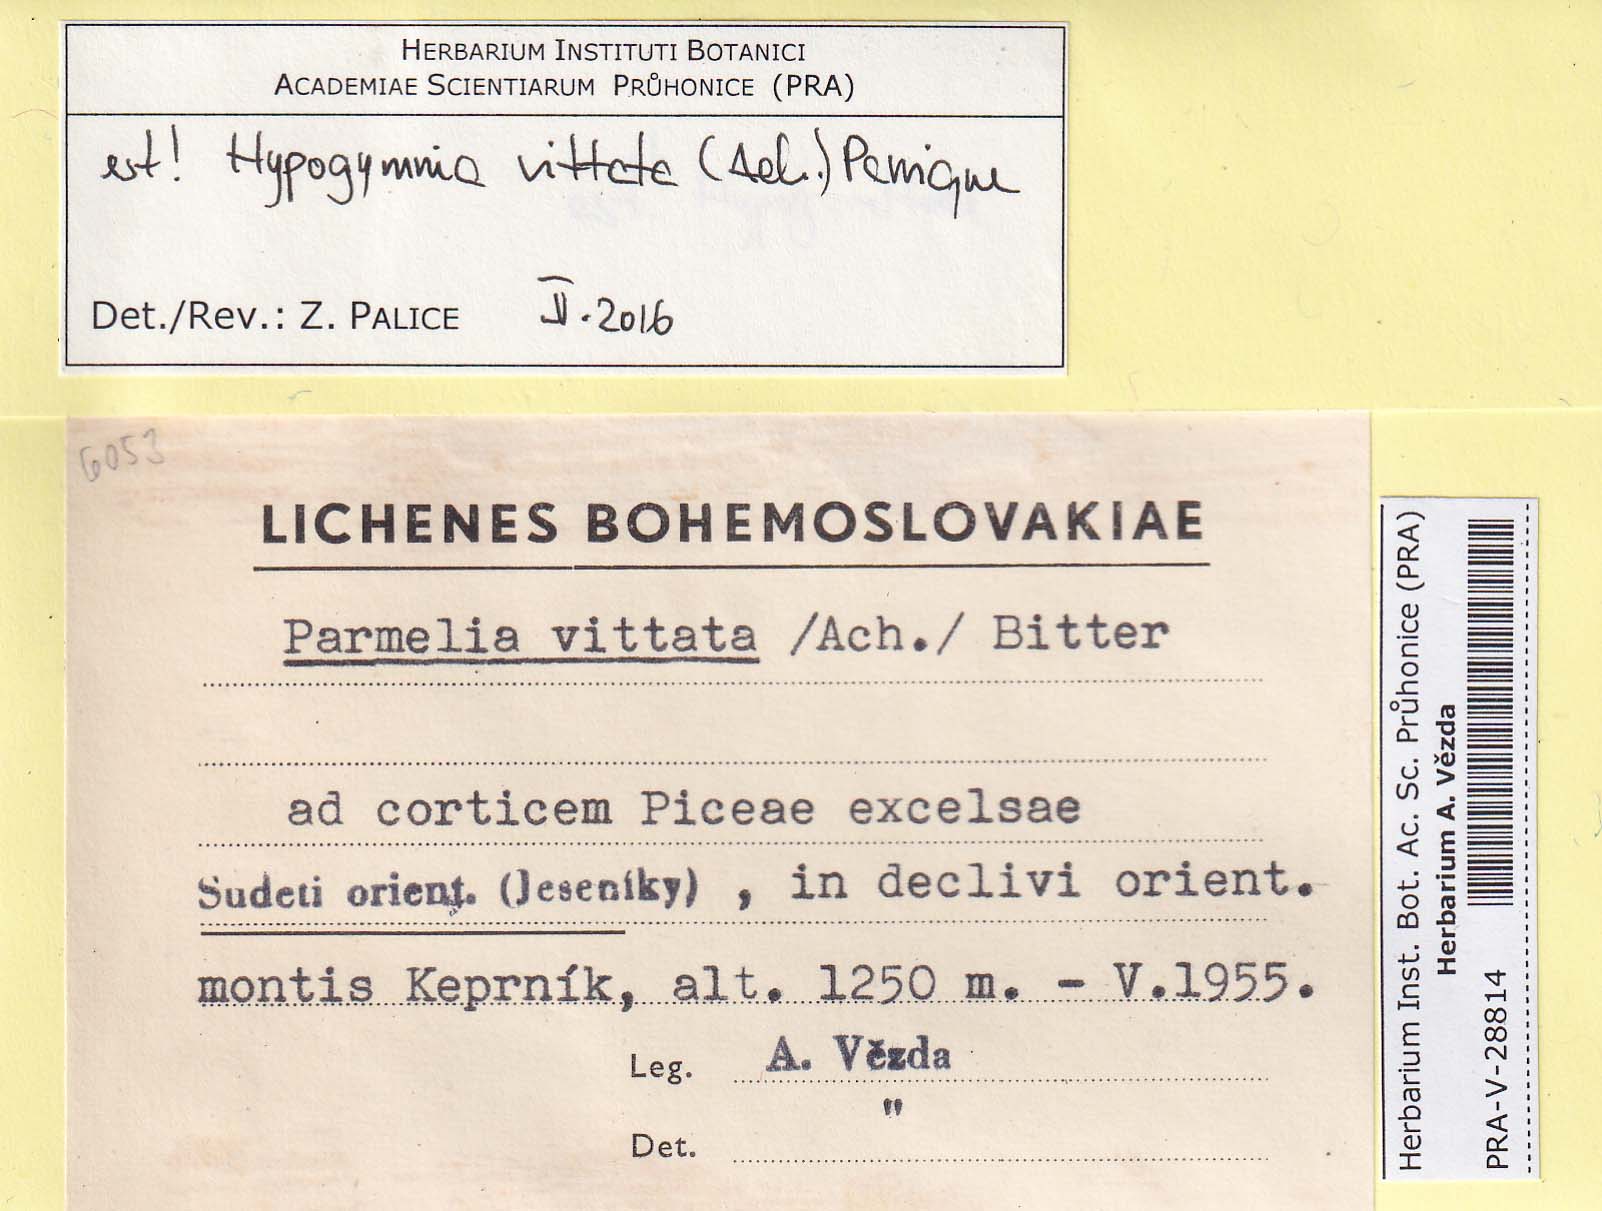 HERBARIUM INSTITUTI BOTANICI
ACADEMIAE SCIENTIARUM PRŮHONICE (PRA)
est! Hypogymnia vittata (Ach.) Parrique
Det./Rev.: Z. PALICE II.2016
6053
LICHENES BOHEMOSLOVAKIAE
Parmelia vittata /Ach./ Bitter
ad corticem Piceae excelsae
Sudeti orient. (Jeseníky) , in declivi orient.
montis Keprník, alt. 1250 m. - V.1955.
Leg. A. Vězda
"
Det.
Herbarium Inst. Bot. Ac. Sc. Průhonice (PRA)
Herbarium A. Vězda
PRA-V-28814